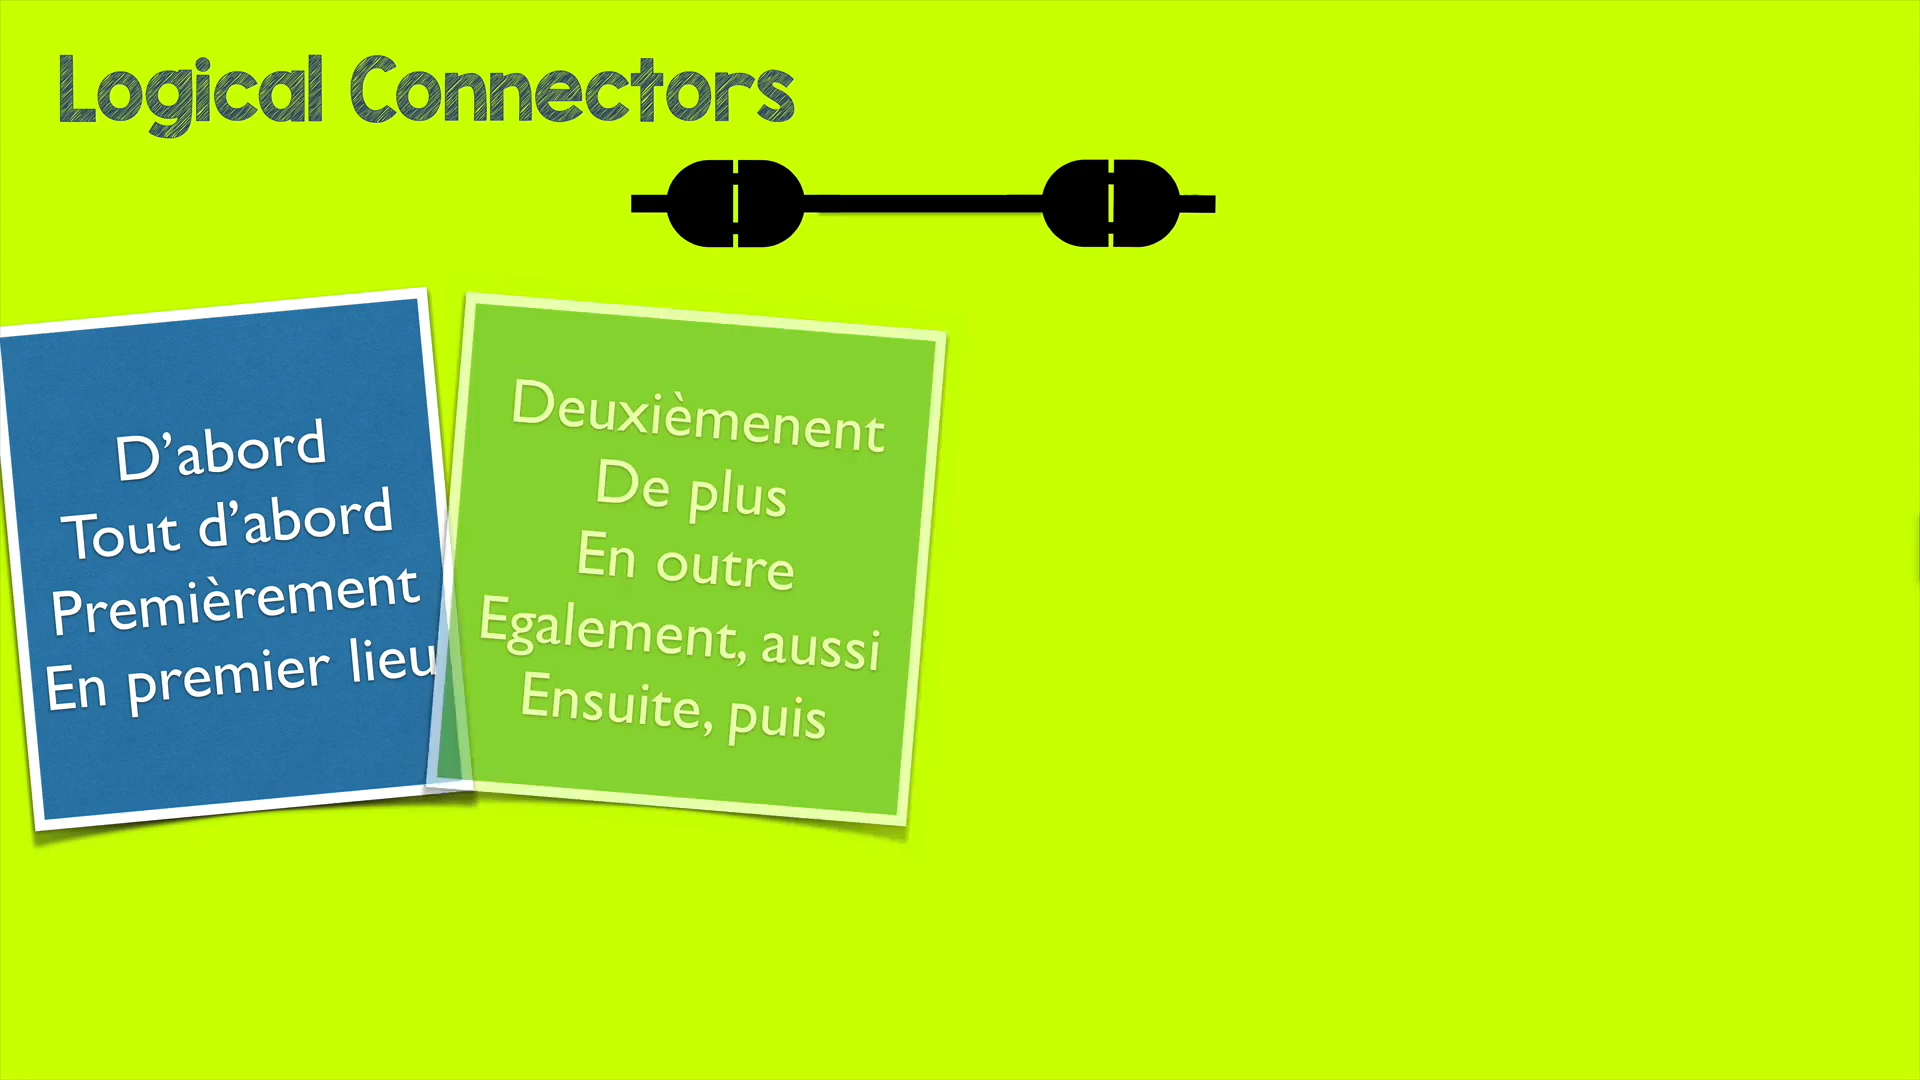 Logical Connectors
D’abord
Tout d’abord
Premièrement
En premier lieu
Deuxièmenent
De plus
En outre
Egalement, aussi
Ensuite, puis